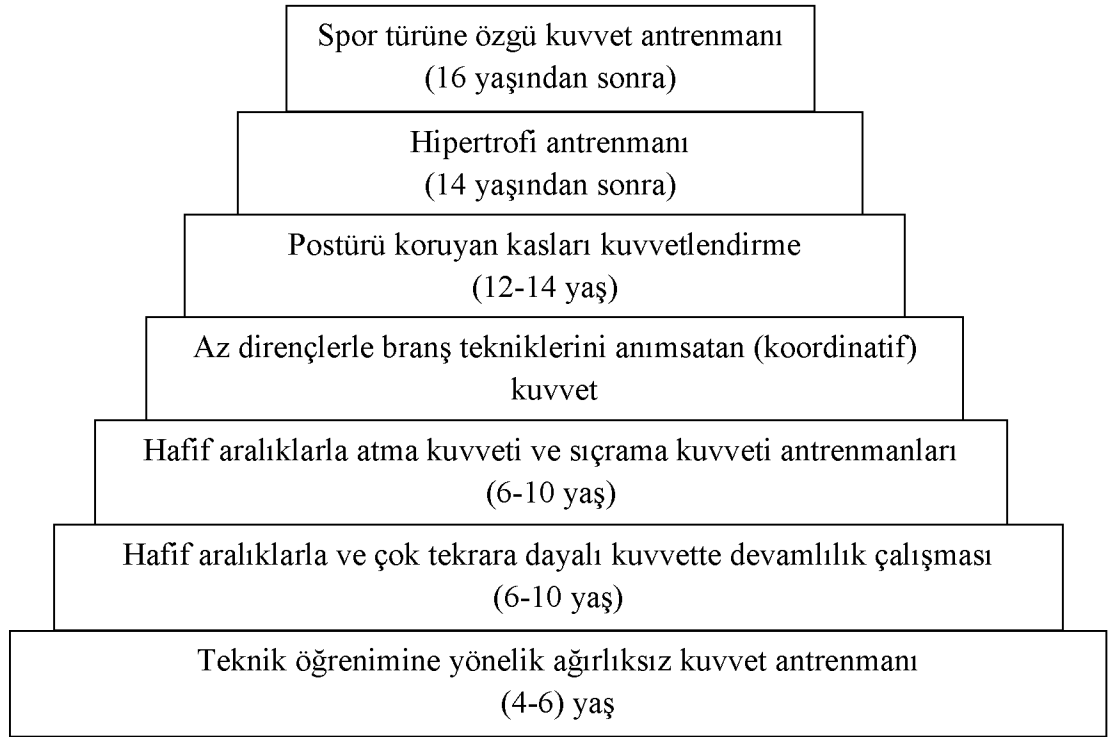 Spor türüne özgü kuvvet antrenmanı
(16 yaşından sonra)
Hipertrofi antrenmanı
(14 yaşından sonra)
Postürü koruyan kasları kuvvetlendirme
(12-14 yaş)
Az dirençlerle branş tekniklerini anımsatan (koordinatif)
kuvvet
Hafif aralıklarla atma kuvveti ve sıçrama kuvveti antrenmanları
(6-10 yaş)
Hafif aralıklarla ve çok tekrara dayalı kuvvette devamlılık çalışması
(6-10 yaş)
Teknik öğrenimine yönelik ağırlıksız kuvvet antrenmanı
(4-6) yaş